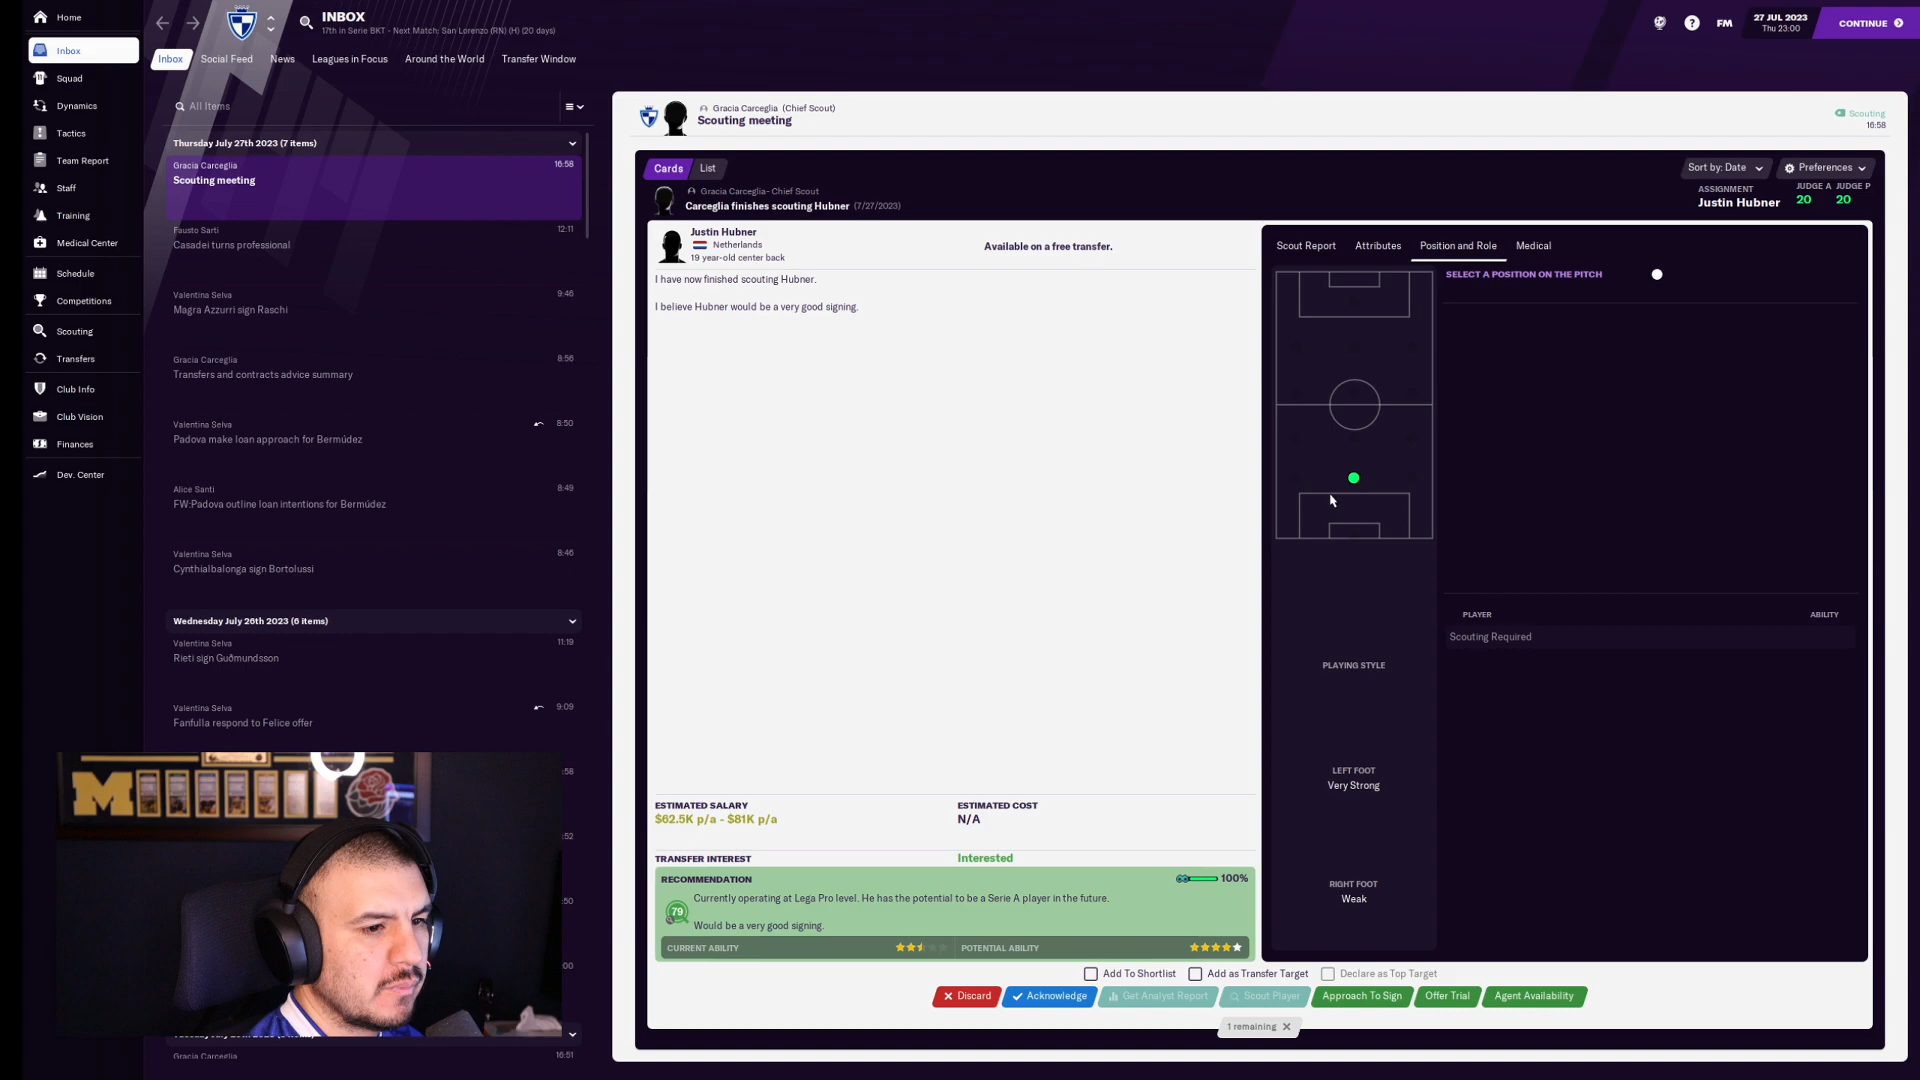 Home
Inbox
Squad
Dynamics
Tactics
Team Report
Staff
Training
Medical Center
Schedule
Competitions
Scouting
Transfers
Club Info
Club Vision
Finances
Dev. Center
INBOX
17th in Serie BKT - Next Match: San Lorenzo (RN) (H) (20 days)
FM
27 JUL 2023
Thu 23:00
CONTINUE
Inbox
Social Feed
News
Leagues in Focus
Around the World
Transfer Window
All Items
Thursday July 27th 2023 (7 items)
Gracia Carceglia 16:58
Scouting meeting
Fausto Sarti 12:11
Casadei turns professional
Valentina Selva 9:46
Magra Azzurri sign Raschi
Gracia Carceglia 8:56
Transfers and contracts advice summary
Valentina Selva 8:50
Padova make loan approach for Bermúdez
Alice Santi 8:49
FW:Padova outline loan intentions for Bermúdez
Valentina Selva 8:46
Cynthialbalonga sign Bortolussi
Wednesday July 26th 2023 (6 items)
Valentina Selva 11:19
Rieti sign Guðmundsson
Valentina Selva 9:09
Fanfulla respond to Felice offer
:58
:52
:50
:00
Gracia Carceglia 16:51
M
Gracia Carceglia (Chief Scout)
Scouting meeting
Scouting
16:58
Cards
List
Sort by: Date
Preferences
Gracia Carceglia- Chief Scout
Carceglia finishes scouting Hubner (7/27/2023)
ASSIGNMENT
Justin Hubner
JUDGE A JUDGE P
20 20
Justin Hubner
Netherlands
19 year-old center back
Available on a free transfer.
I have now finished scouting Hubner.
I believe Hubner would be a very good signing.
ESTIMATED SALARY
$62.5K p/a - $81K p/a
ESTIMATED COST
N/A
TRANSFER INTEREST
Interested
RECOMMENDATION
100%
79
Currently operating at Lega Pro level. He has the potential to be a Serie A player in the future.
Would be a very good signing.
CURRENT ABILITY
POTENTIAL ABILITY
Scout Report
Attributes
Position and Role
Medical
SELECT A POSITION ON THE PITCH
PLAYER
ABILITY
Scouting Required
PLAYING STYLE
LEFT FOOT
Very Strong
RIGHT FOOT
Weak
Add To Shortlist
Add as Transfer Target
Declare as Top Target
Discard
Acknowledge
Get Analyst Report
Scout Player
Approach To Sign
Offer Trial
Agent Availability
1 remaining